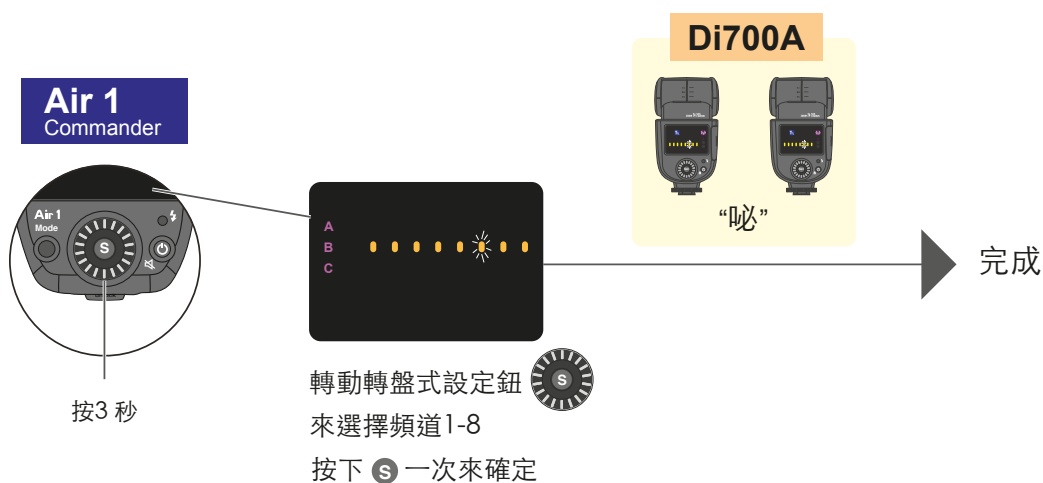 Di700A
Air 1
Commander
Air 1
Mode
S
A
B
C
“咇”
完成
按3 秒
轉動轉盤式設定鈕 S
來選擇頻道1-8
按下 S 一次來確定